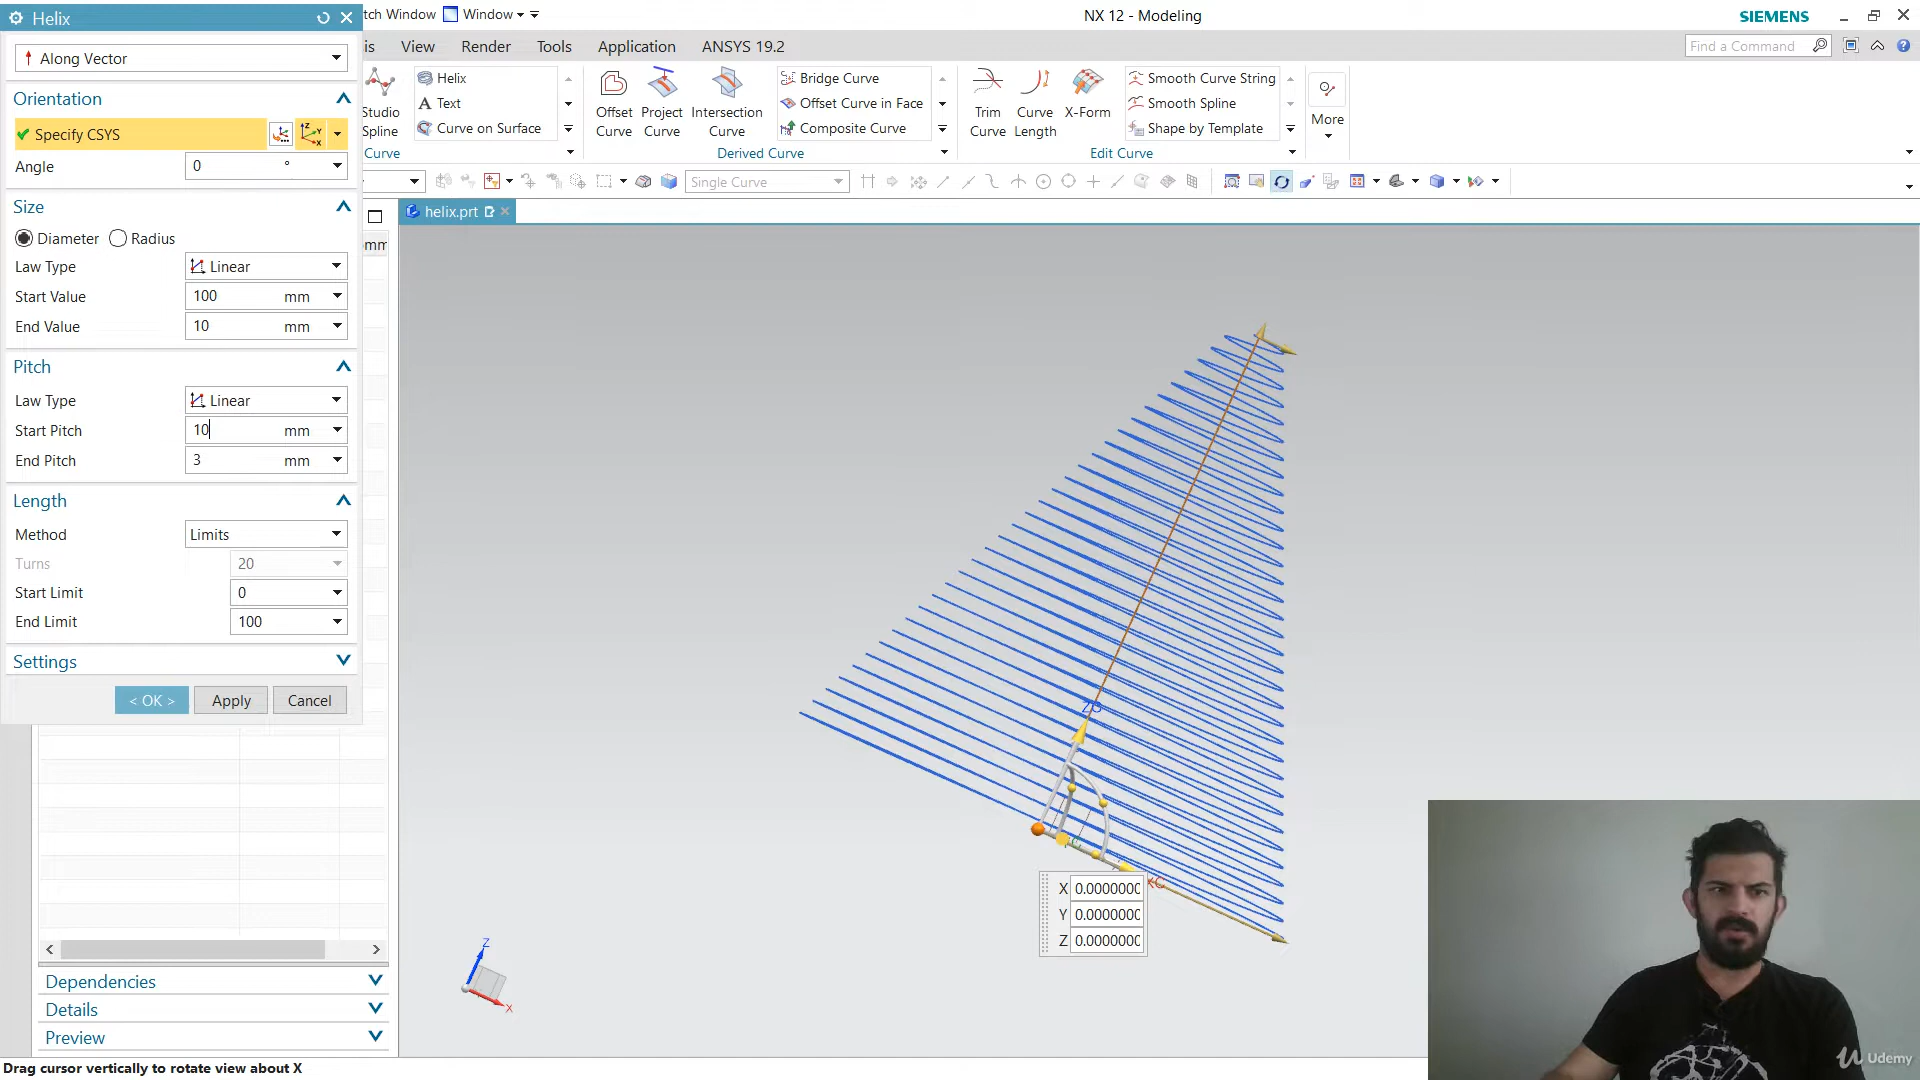 Helix
tch Window
Window
NX 12 - Modeling
SIEMENS
is
View
Render
Tools
Application
ANSYS 19.2
Find a Command
Along Vector
Orientation
Specify CSYS
Angle
0
°
Size
Diameter
Radius
Law Type
Linear
Start Value
100
mm
End Value
10
mm
Pitch
Law Type
Linear
Start Pitch
10
mm
End Pitch
3
mm
Length
Method
Limits
Turns
20
Start Limit
0
End Limit
100
Settings
< OK >
Apply
Cancel
Studio
Spline
Helix
Text
Curve on Surface
Curve
Offset
Curve
Project
Curve
Intersection
Curve
Bridge Curve
Offset Curve in Face
Composite Curve
Derived Curve
Trim
Curve
Curve
Length
X-Form
Smooth Curve String
Smooth Spline
Shape by Template
Edit Curve
More
Single Curve
helix.prt
mm
XC
X 0.0000000
Y 0.0000000
Z 0.0000000
Z
X
Dependencies
Details
Preview
Drag cursor vertically to rotate view about X
Udemy